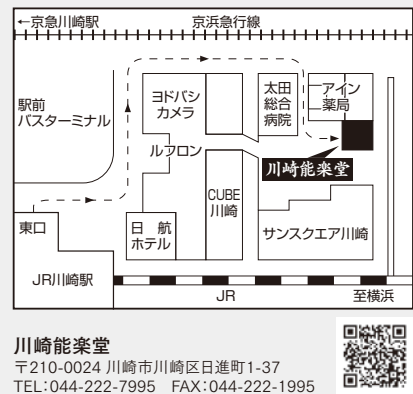 ←京急川崎駅
京浜急行線
駅前
バスターミナル
ヨドバシ
カメラ
ルフロン
太田
総合
病院
アイン
薬局
川崎能楽堂
CUBE
川崎
東口
日航
ホテル
サンスクエア川崎
JR川崎駅
JR
至横浜
川崎能楽堂
〒210-0024 川崎市川崎区日進町1-37
TEL:044-222-7995 FAX:044-222-1995